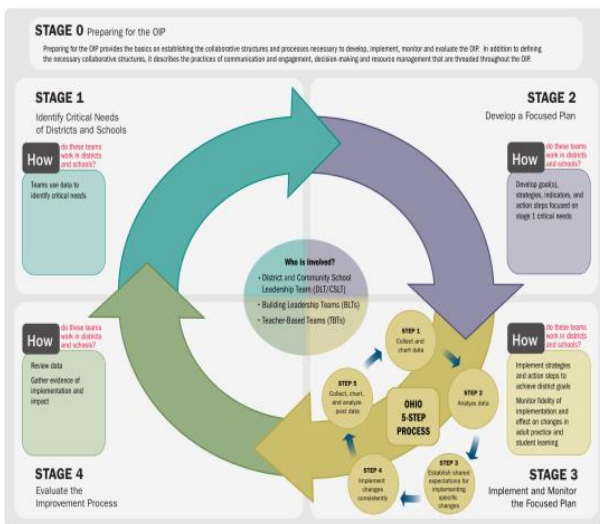 STAGE 0 Preparing for the OIP
Preparing for the OIP provides the basics on establishing the collaborative structures and processes necessary to develop, implement, monitor and evaluate the OIP. In addition to defining
the necessary collaborative structures, it describes the practices of communication and engagement, decision-making and resource management that are threaded throughout the OIP.
STAGE 1
Identify Critical Needs
of Districts and Schools
How
do these teams
work in districts
and schools?
Teams use data to
identify critical needs
STAGE 2
Develop a Focused Plan
How
do these teams
work in districts
and schools?
Develop goal(s),
strategies, indicators, and
action steps focused on
stage 1 critical needs
Who is Involved?
• District and Community School
Leadership Team (DLT/CSLT)
• Building Leadership Teams (BLTs)
• Teacher-Based Teams (TBTs)
STEP 1
Collect and
chart data
STEP 2
Analyze data
STEP 3
Establish shared
expectations for
implementing
specific
changes
STEP 4
Implement
changes
consistently
STEP 5
Collect, chart,
and analyze
post data
OHIO
5-STEP
PROCESS
How
do these teams
work in districts
and schools?
Implement strategies
and action steps to
achieve district goals
Monitor fidelity of
implementation and
effect on changes in
adult practice and
student learning
STAGE 3
Implement and Monitor
the Focused Plan
How
do these teams
work in districts
and schools?
Review data
Gather evidence of
implementation and
impact
STAGE 4
Evaluate the
Improvement Process